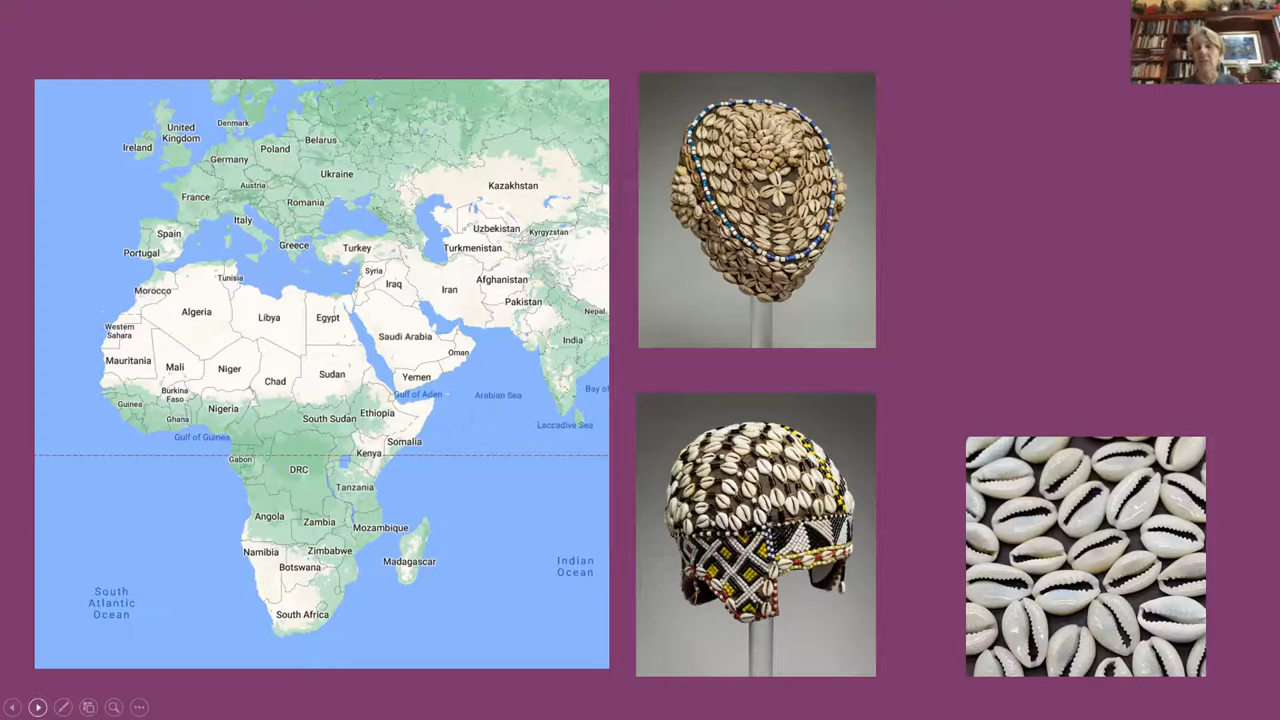 Denmark
United
Kingdom
Ireland
Belarus
Poland
Germany
Ukraine
Austria
Kazakhstan
France
Romania
Italy
Uzbekistan
Kyrgyzstan
Spain
Greece
Turkey
Turkmenistan
Portugal
Syria
Tunisia
Iraq
Afghanistan
Morocco
Iran
Pakistan
Algeria
Libya
Egypt
Nepal
Western
Sahara
Saudi Arabia
India
Oman
Mauritania
Mali
Niger
Chad
Sudan
Yemen
Burkina
Faso
Gulf of Aden
Arabian Sea
Bay of
Guinea
Nigeria
Ethiopia
Ghana
South Sudan
Laccadive Sea
Gulf of Guinea
Somalia
Gabon
Kenya
DRC
Tanzania
Angola
Zambia
Mozambique
Namibia
Zimbabwe
Madagascar
Botswana
Indian
Ocean
South
Atlantic
Ocean
South Africa